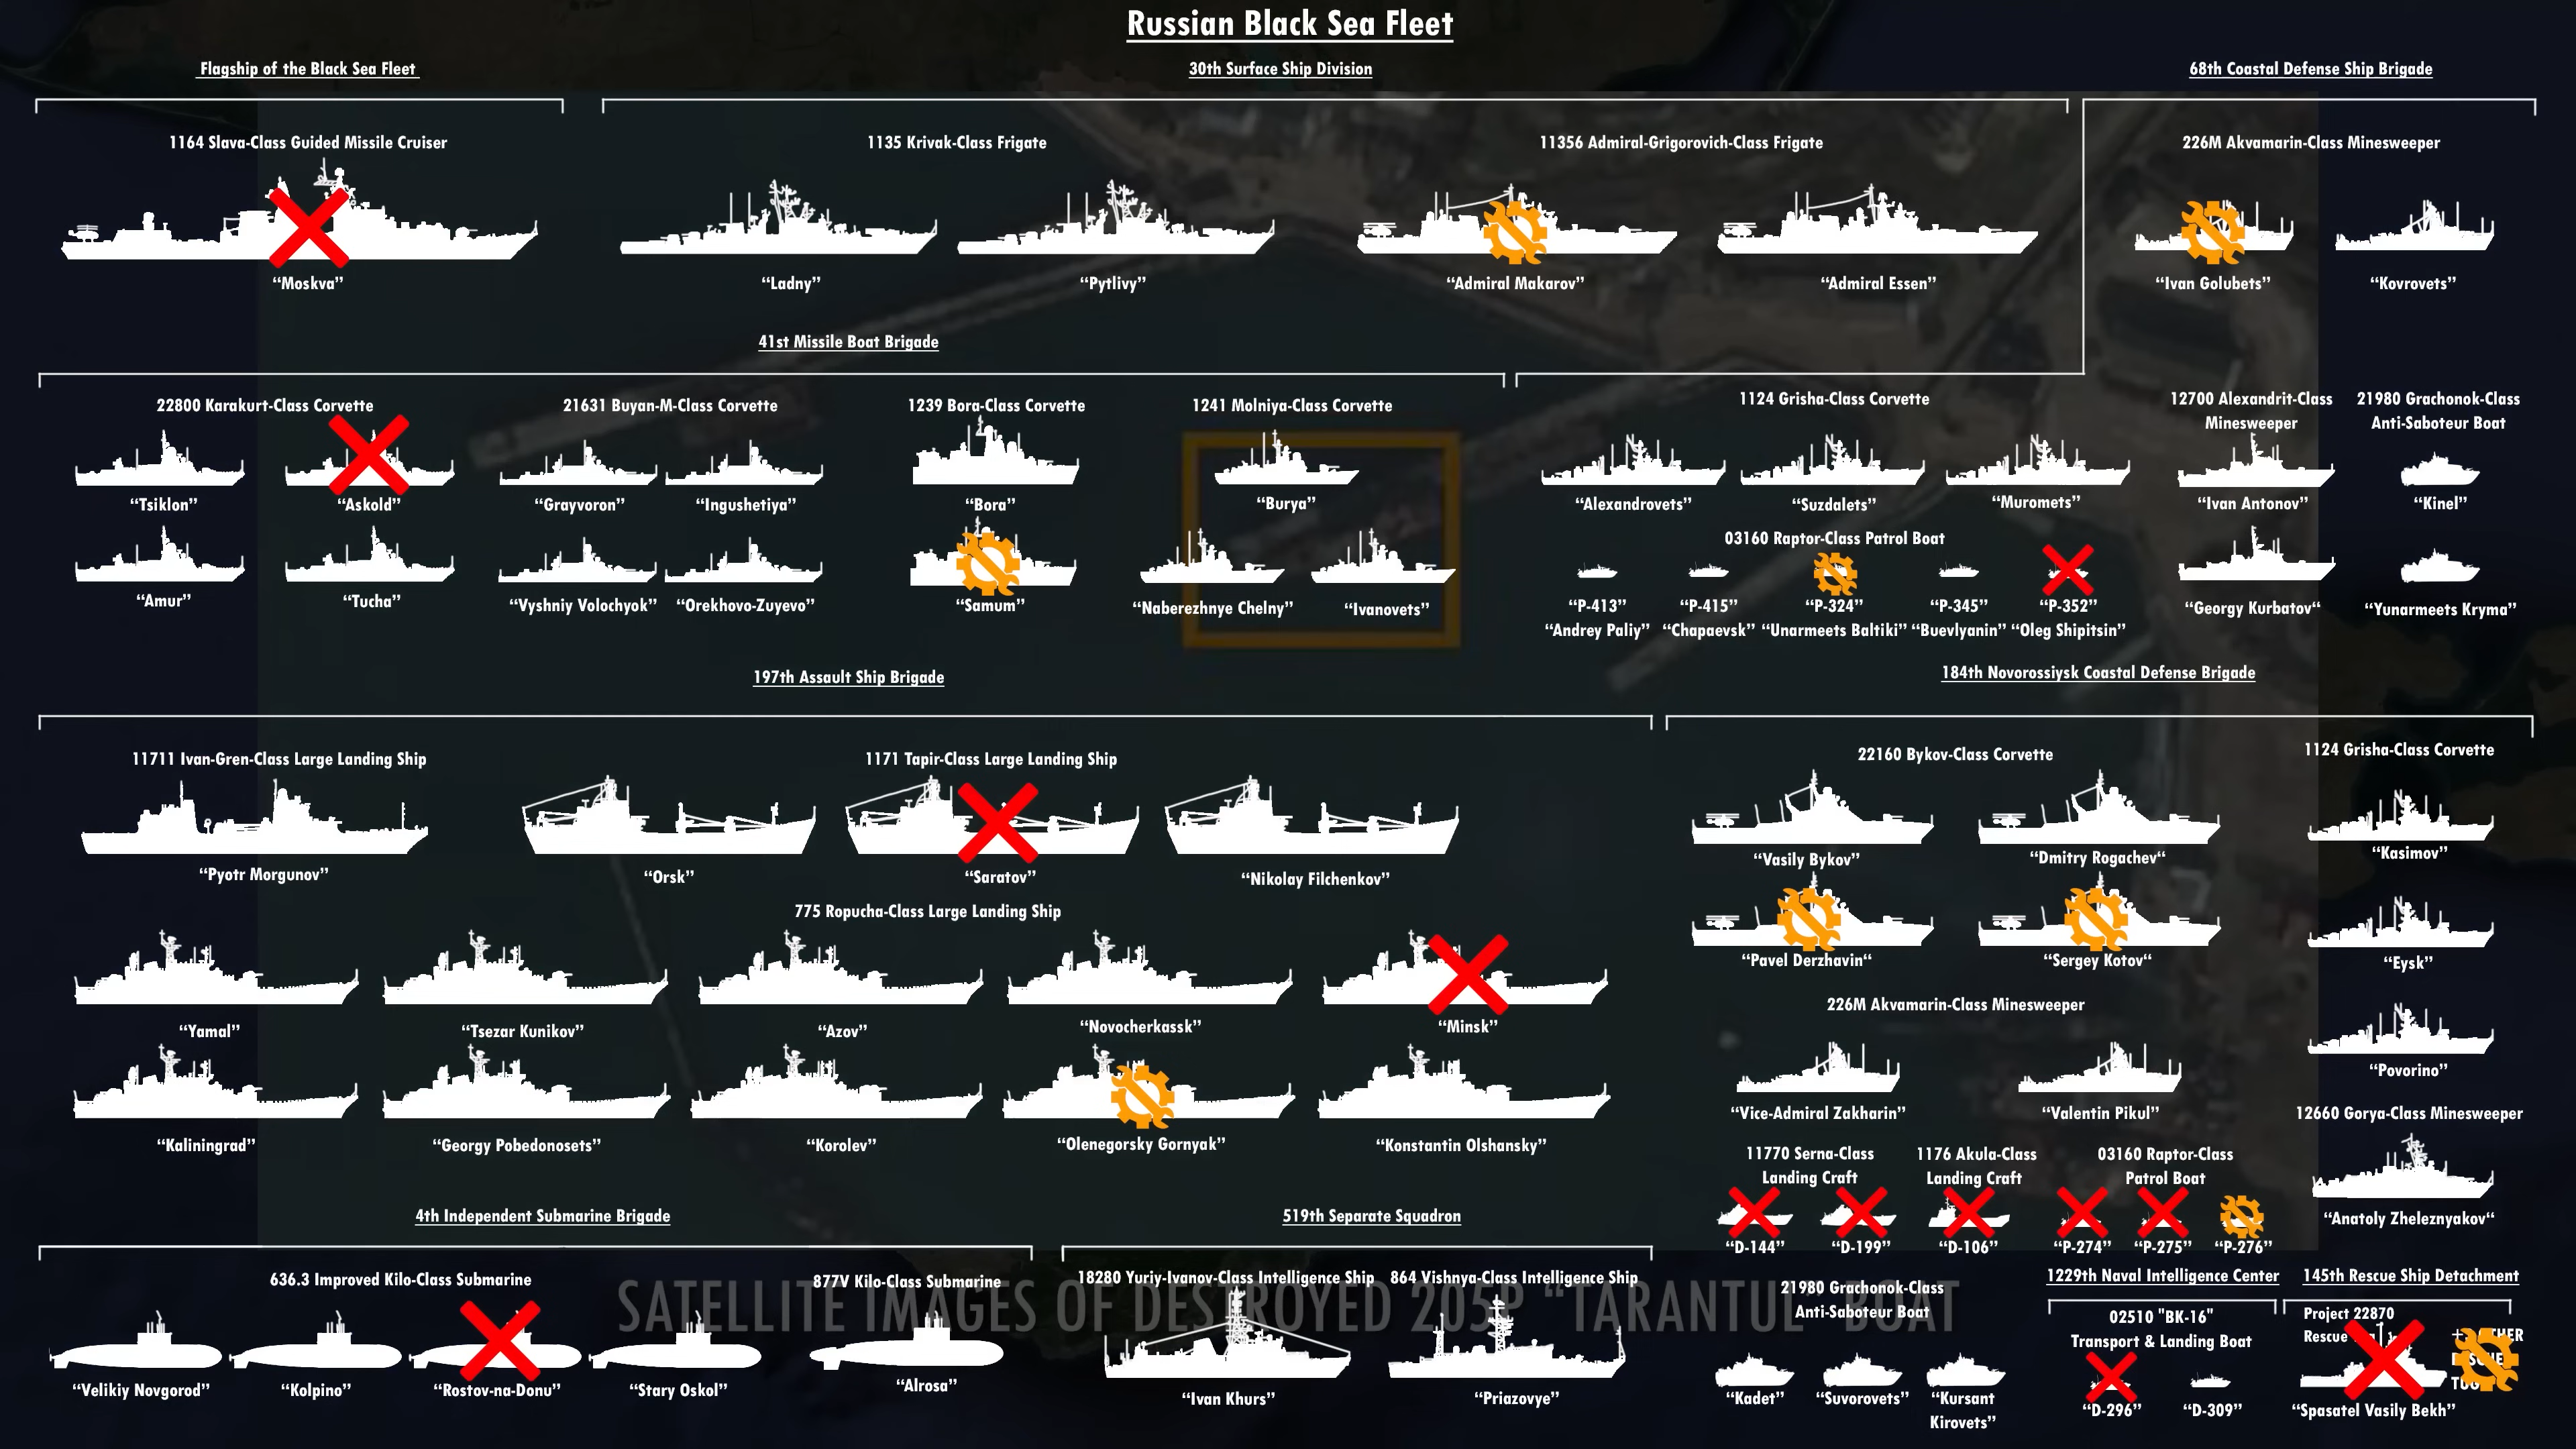 Russian Black Sea Fleet
Flagship of the Black Sea Fleet
30th Surface Ship Division
68th Coastal Defense Ship Brigade
1164 Slava-Class Guided Missile Cruiser
1135 Krivak-Class Frigate
11356 Admiral-Grigorovich-Class Frigate
226M Akvamarin-Class Minesweeper
“Moskva”
“Ladny”
“Pytlivy”
“Admiral Makarov”
“Admiral Essen”
“Ivan Golubets”
“Kovrovets”
41st Missile Boat Brigade
22800 Karakurt-Class Corvette
21631 Buyan-M-Class Corvette
1239 Bora-Class Corvette
1241 Molniya-Class Corvette
1124 Grisha-Class Corvette
12700 Alexandrit-Class
Minesweeper
21980 Grachonok-Class
Anti-Saboteur Boat
“Tsiklon”
“Askold”
“Grayvoron”
“Ingushetiya”
“Bora”
“Burya”
“Alexandrovets”
“Suzdalets”
“Muromets”
“Ivan Antonov”
“Kinel”
03160 Raptor-Class Patrol Boat
“Amur”
“Tucha”
“Vyshniy Volochyok”
“Orekhovo-Zuyevo”
“Samum”
“Naberezhnye Chelny”
“Ivanovets”
“P-413”
“P-415”
“P-324”
“P-345”
“P-352”
“Andrey Paliy”
“Chapaevsk”
“Unarmeets Baltiki”
“Buevlyanin”
“Oleg Shipitsin”
“Georgy Kurbatov“
“Yunarmeets Kryma”
197th Assault Ship Brigade
184th Novorossiysk Coastal Defense Brigade
11711 Ivan-Gren-Class Large Landing Ship
1171 Tapir-Class Large Landing Ship
22160 Bykov-Class Corvette
1124 Grisha-Class Corvette
“Pyotr Morgunov”
“Orsk”
“Saratov”
“Nikolay Filchenkov”
“Vasily Bykov”
“Dmitry Rogachev“
“Kasimov”
775 Ropucha-Class Large Landing Ship
“Pavel Derzhavin“
“Sergey Kotov“
“Eysk”
“Yamal”
“Tsezar Kunikov”
“Azov”
“Novocherkassk”
“Minsk”
226M Akvamarin-Class Minesweeper
“Povorino”
“Kaliningrad”
“Georgy Pobedonosets”
“Korolev”
“Olenegorsky Gornyak”
“Konstantin Olshansky”
“Vice-Admiral Zakharin”
“Valentin Pikul”
12660 Gorya-Class Minesweeper
11770 Serna-Class
Landing Craft
1176 Akula-Class
Landing Craft
03160 Raptor-Class
Patrol Boat
“Anatoly Zheleznyakov“
“D-144”
“D-199”
“D-106”
“P-274”
“P-275”
“P-276”
4th Independent Submarine Brigade
519th Separate Squadron
636.3 Improved Kilo-Class Submarine
877V Kilo-Class Submarine
18280 Yuriy-Ivanov-Class Intelligence Ship
864 Vishnya-Class Intelligence Ship
21980 Grachonok-Class
Anti-Saboteur Boat
1229th Naval Intelligence Center
145th Rescue Ship Detachment
02510 "BK-16"
Transport & Landing Boat
Project 22870
Rescue
SATELLITE IMAGES OF DESTROYED 205P “TARANTUL” BOAT
“Velikiy Novgorod”
“Kolpino”
“Rostov-na-Donu”
“Stary Oskol”
“Alrosa”
“Ivan Khurs”
“Priazovye”
“Kadet”
“Suvorovets”
“Kursant
Kirovets”
“D-296”
“D-309”
“Spasatel Vasily Bekh”